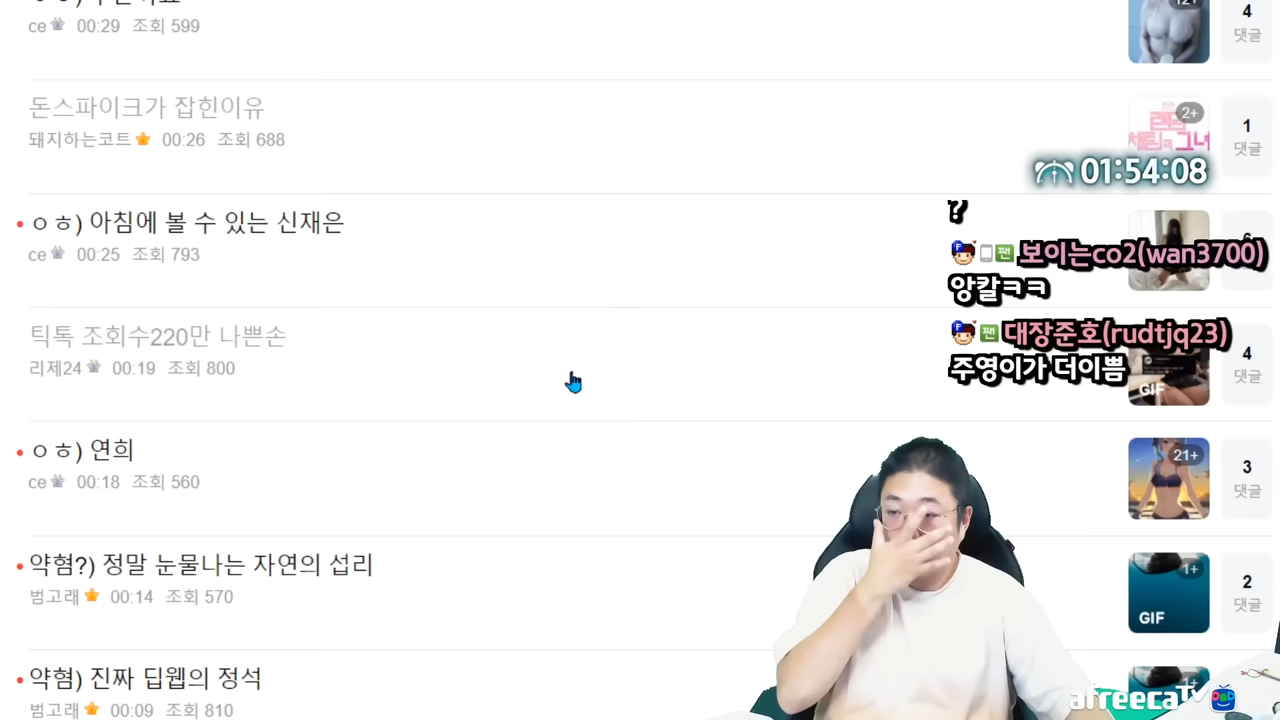 ce 00:29 조회 599
12+
4
댓글
돈스파이크가 잡힌이유
돼지하는코트 00:26 조회 688
2+
그녀
1
댓글
01:54:08
ㅇㅎ) 아침에 볼 수 있는 신재은
ce 00:25 조회 793
?
팬 보이는co2(wan3700)
앙칼ㅋㅋ
틱톡 조회수220만 나쁜손
리제24 00:19 조회 800
팬 대장준호(rudtjq23)
주영이가 더이쁨
GIF
4
댓글
ㅇㅎ) 연희
ce 00:18 조회 560
21+
3
댓글
약혐?) 정말 눈물나는 자연의 섭리
범고래 00:14 조회 570
1+
GIF
2
댓글
약혐) 진짜 딥웹의 정석
범고래 00:09 조회 810
1+
afreecaTV